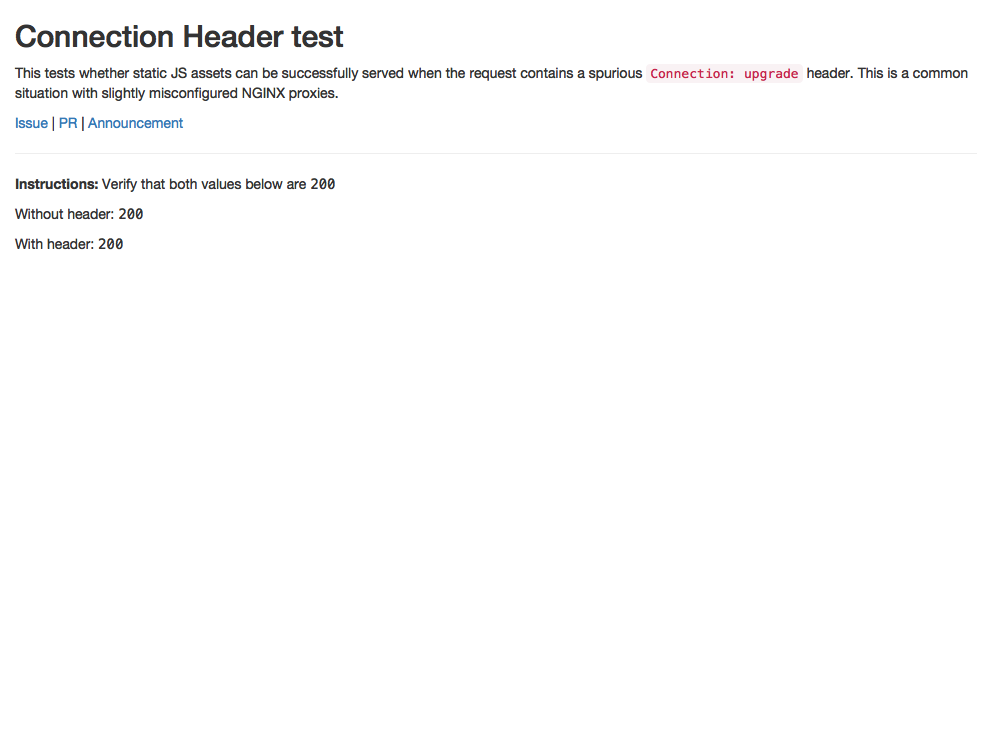 Connection Header test
This tests whether static JS assets can be successfully served when the request contains a spurious Connection: upgrade header. This is a common
situation with slightly misconfigured NGINX proxies.
Issue | PR | Announcement
Instructions: Verify that both values below are 200
Without header: 200
With header: 200